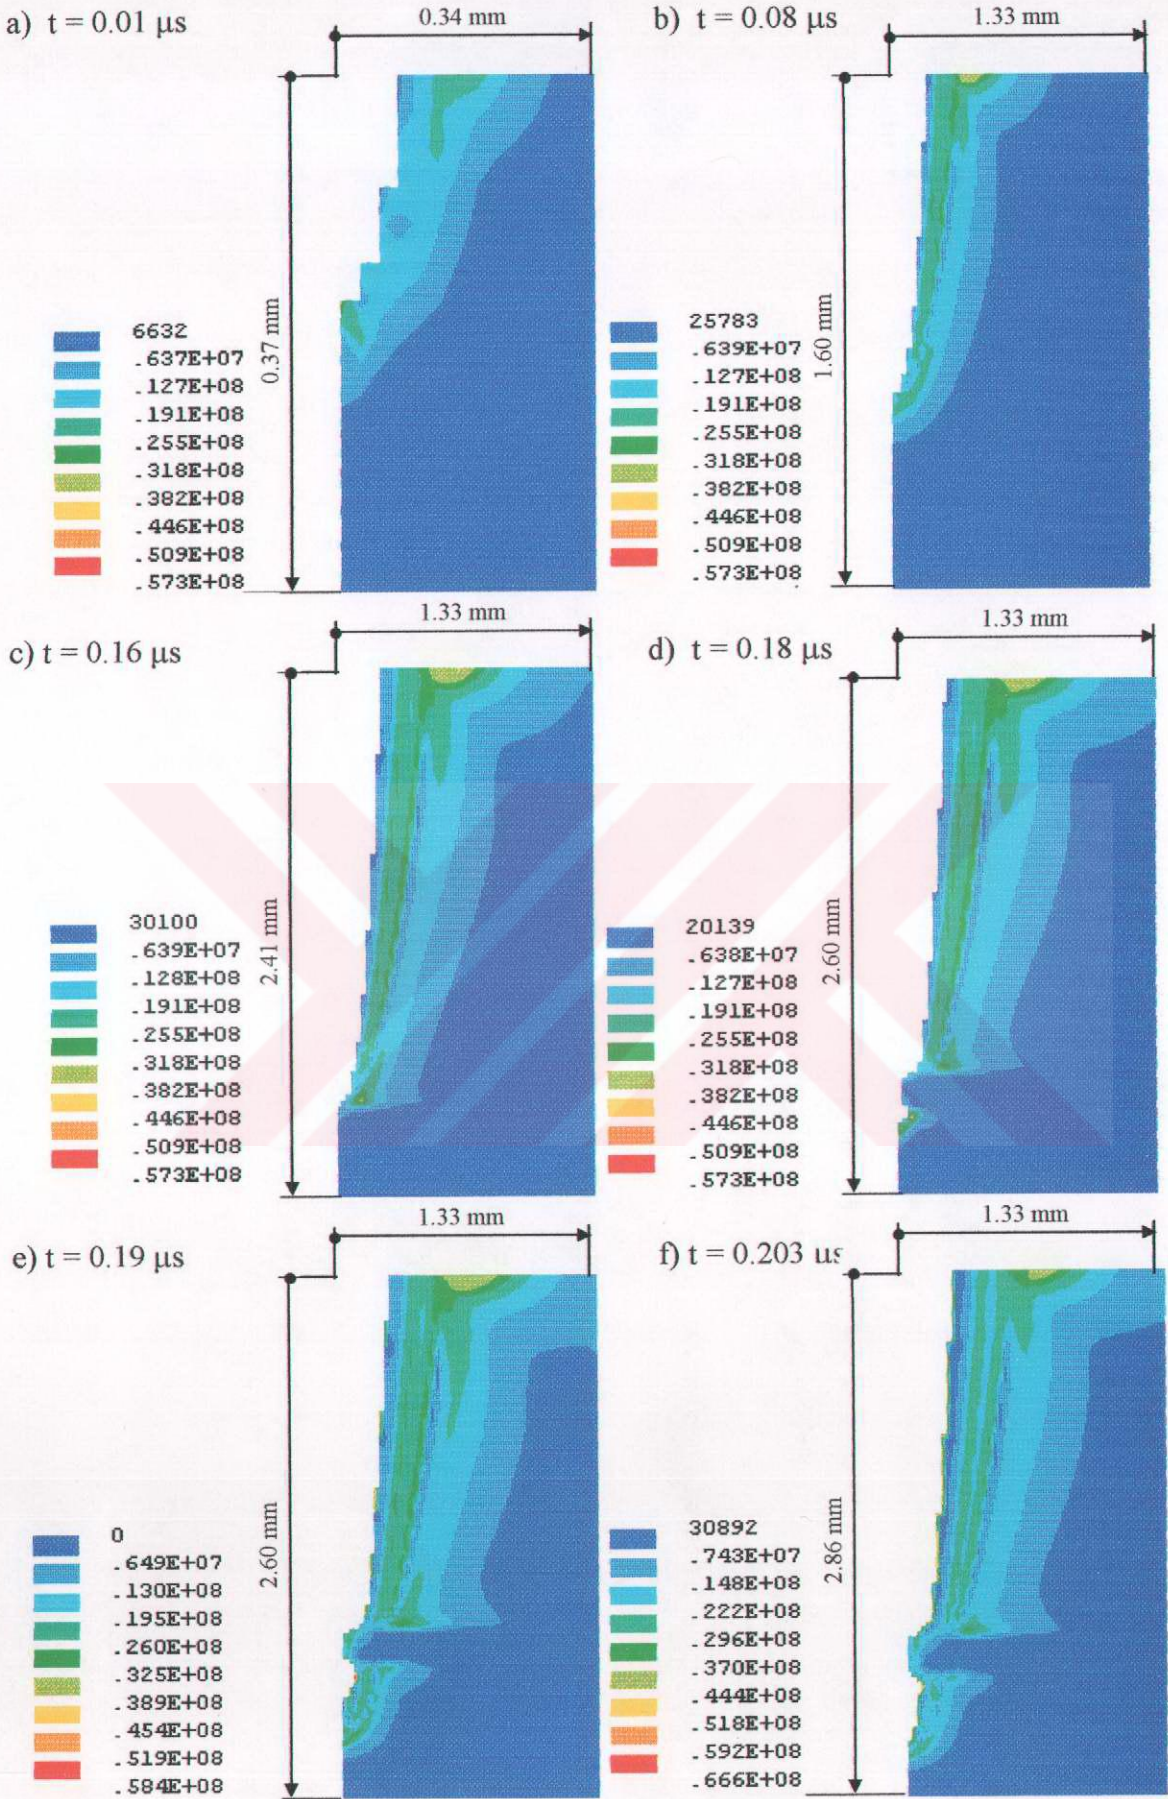 a) t = 0.01 μs
0.34 mm
0.37 mm
6632
.637E+07
.127E+08
.191E+08
.255E+08
.318E+08
.382E+08
.446E+08
.509E+08
.573E+08
b) t = 0.08 μs
1.33 mm
1.60 mm
25783
.639E+07
.127E+08
.191E+08
.255E+08
.318E+08
.382E+08
.446E+08
.509E+08
.573E+08
c) t = 0.16 μs
1.33 mm
2.41 mm
30100
.639E+07
.128E+08
.191E+08
.255E+08
.318E+08
.382E+08
.446E+08
.509E+08
.573E+08
d) t = 0.18 μs
1.33 mm
2.60 mm
20139
.638E+07
.127E+08
.191E+08
.255E+08
.318E+08
.382E+08
.446E+08
.509E+08
.573E+08
e) t = 0.19 μs
1.33 mm
2.60 mm
0
.649E+07
.130E+08
.195E+08
.260E+08
.325E+08
.389E+08
.454E+08
.519E+08
.584E+08
f) t = 0.203 μs
1.33 mm
2.86 mm
30892
.743E+07
.148E+08
.222E+08
.296E+08
.370E+08
.444E+08
.518E+08
.592E+08
.666E+08